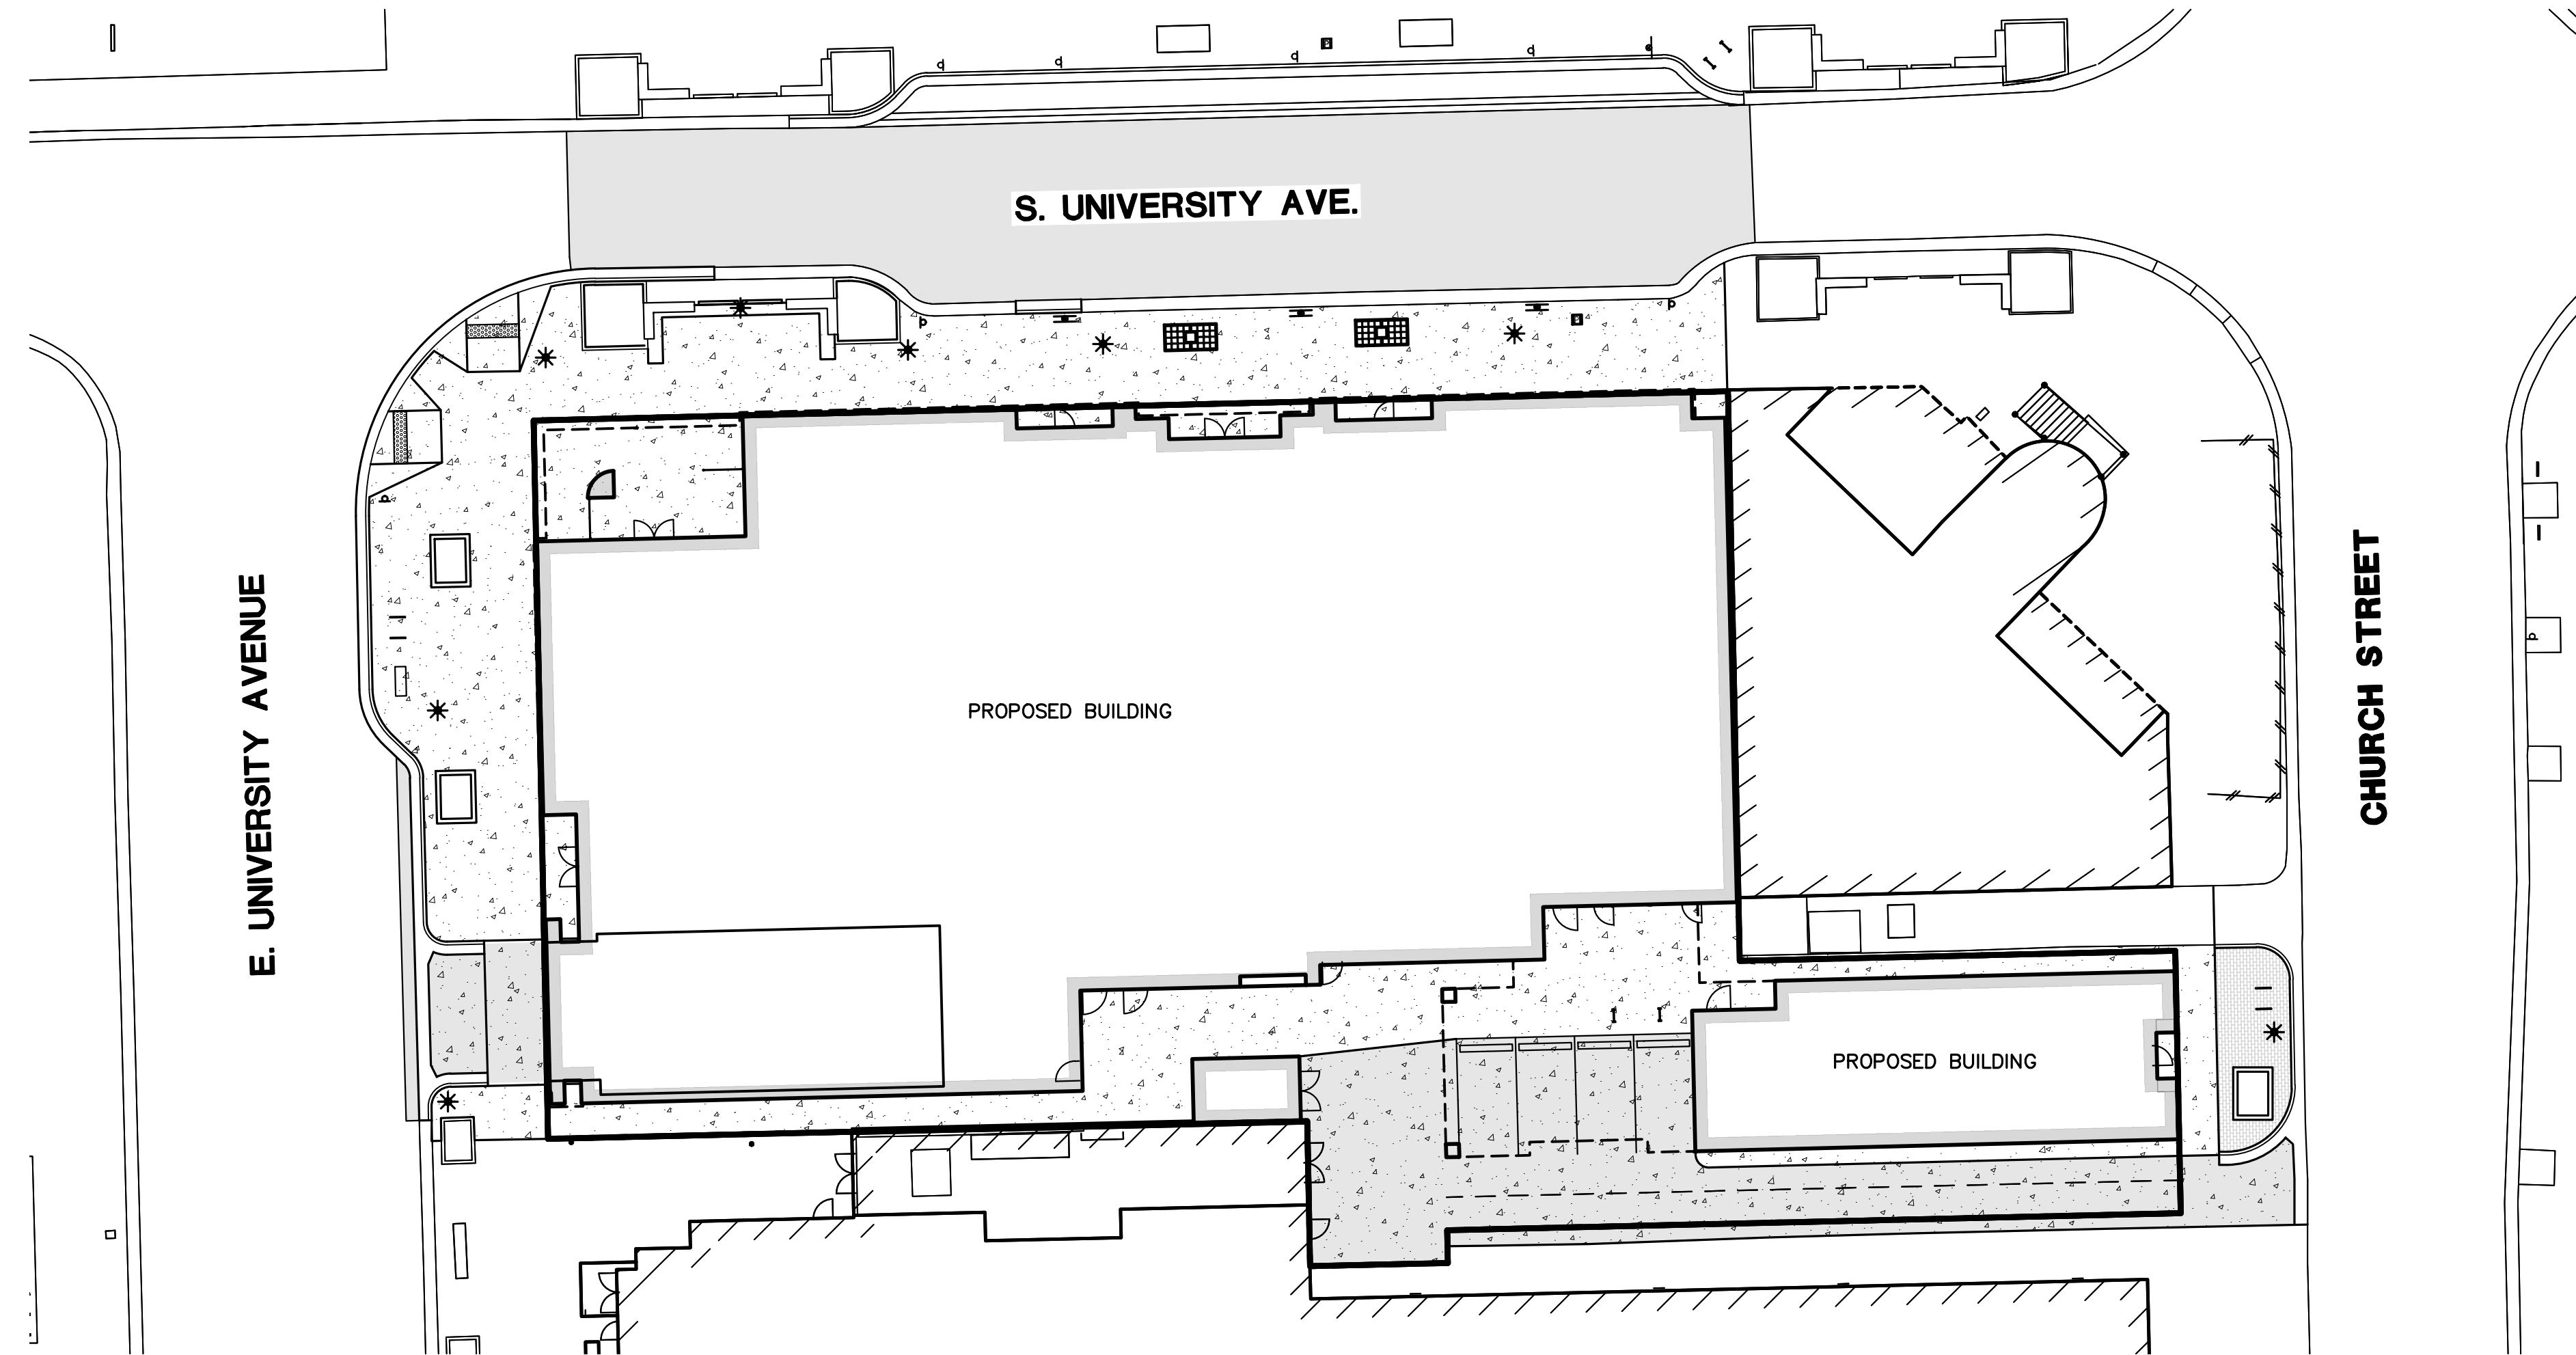 S. UNIVERSITY AVE.
E. UNIVERSITY AVENUE
PROPOSED BUILDING
CHURCH STREET
PROPOSED BUILDING